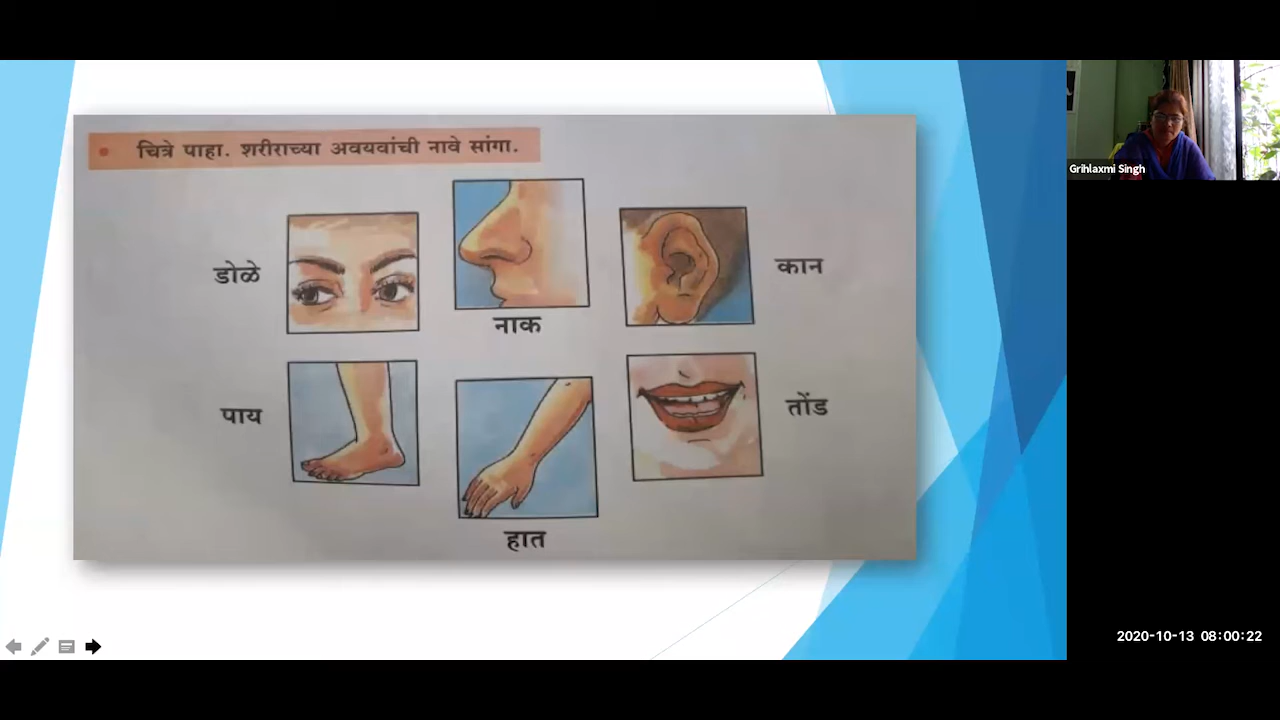 चित्रे पाहा. शरीराच्या अवयवांची नावे सांगा.
डोळे
नाक
कान
पाय
हात
तोंड
Grihlaxmi Singh
2020-10-13 08:00:22